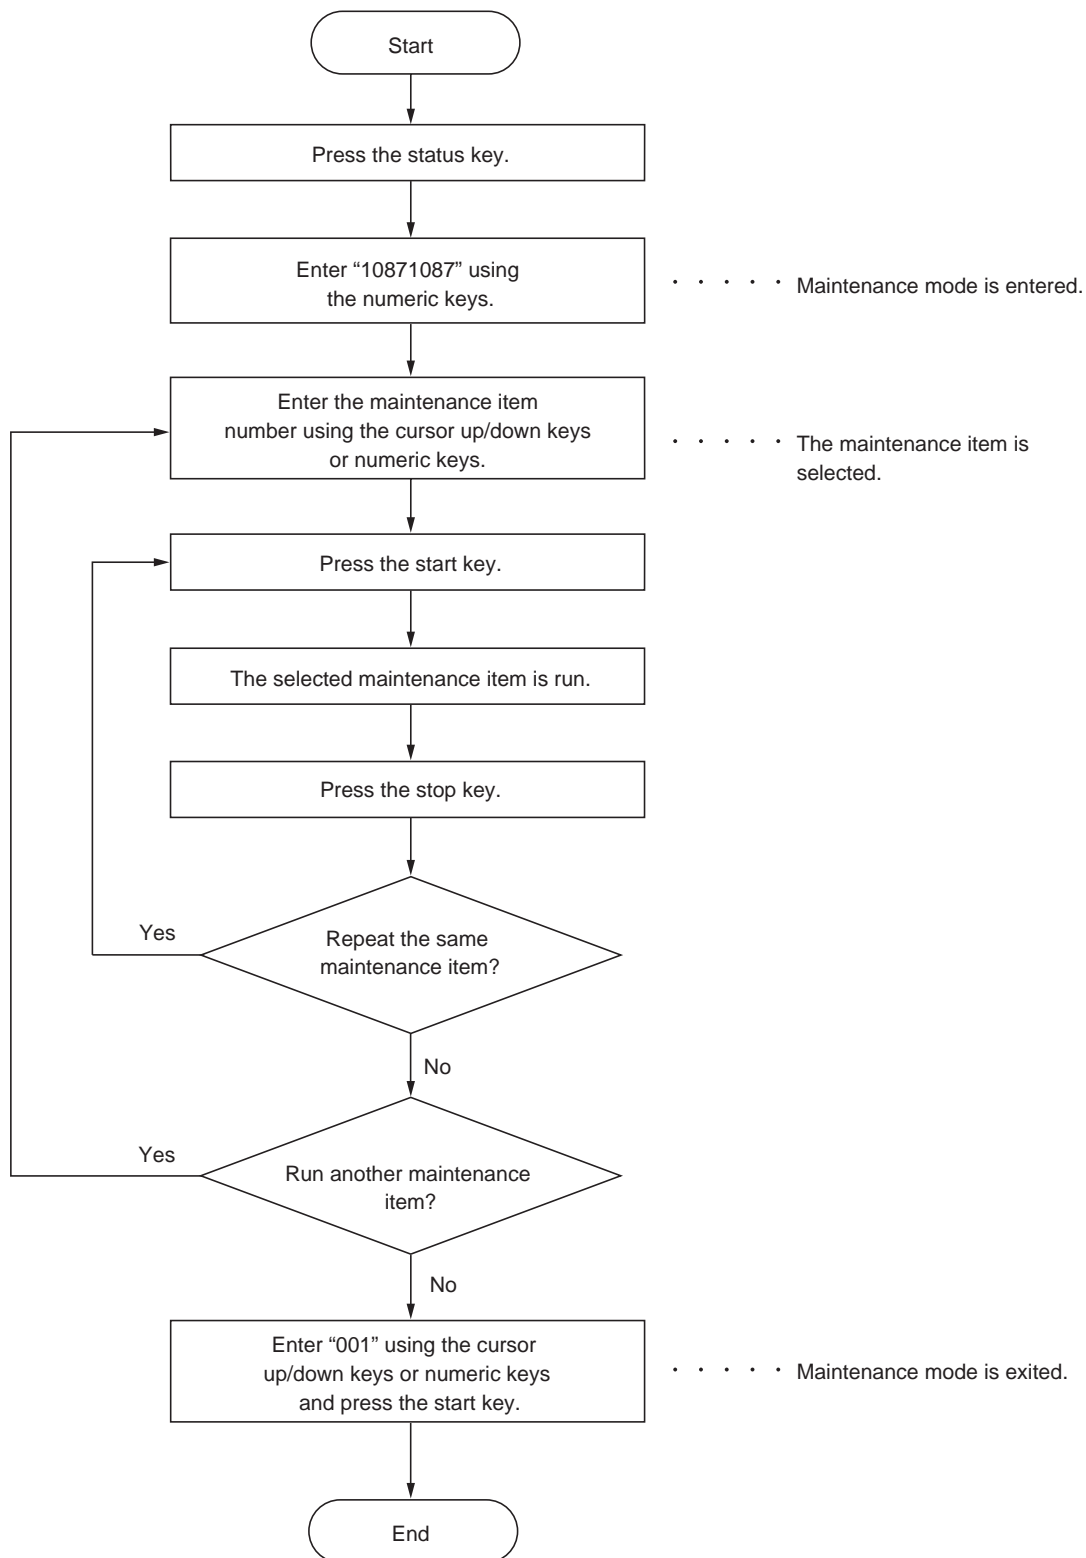 Start
Press the status key.
Enter “10871087” using
the numeric keys.
· · · · · Maintenance mode is entered.
Enter the maintenance item
number using the cursor up/down keys
or numeric keys.
· · · · · The maintenance item is
selected.
Press the start key.
The selected maintenance item is run.
Press the stop key.
Yes
Repeat the same
maintenance item?
No
Yes
Run another maintenance
item?
No
Enter “001” using the cursor
up/down keys or numeric keys
and press the start key.
· · · · · Maintenance mode is exited.
End